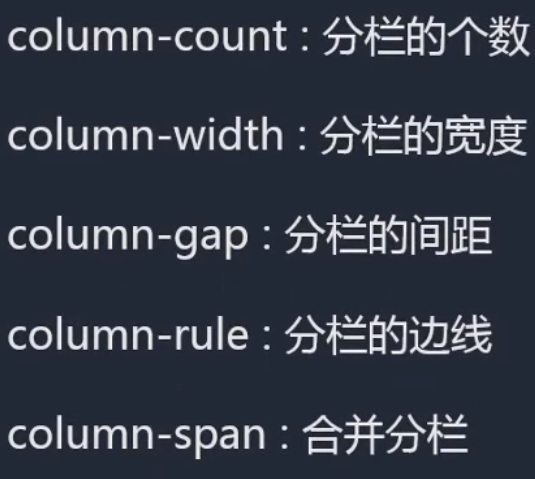 column-count : 分栏的个数
column-width : 分栏的宽度
column-gap : 分栏的间距
column-rule : 分栏的边线
column-span : 合并分栏